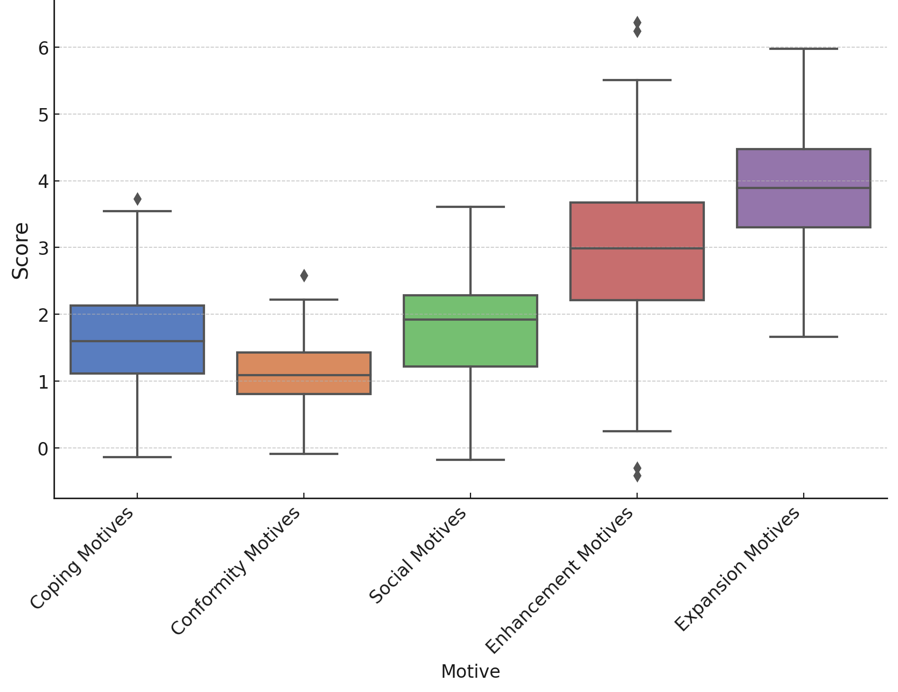 6
5
4
3
2
1
0
Score
Coping Motives
Conformity Motives
Social Motives
Enhancement Motives
Expansion Motives
Motive